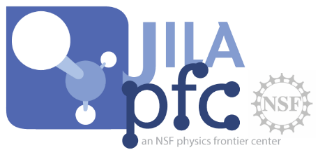 JILA
pfc
NSF
an NSF physics frontier center